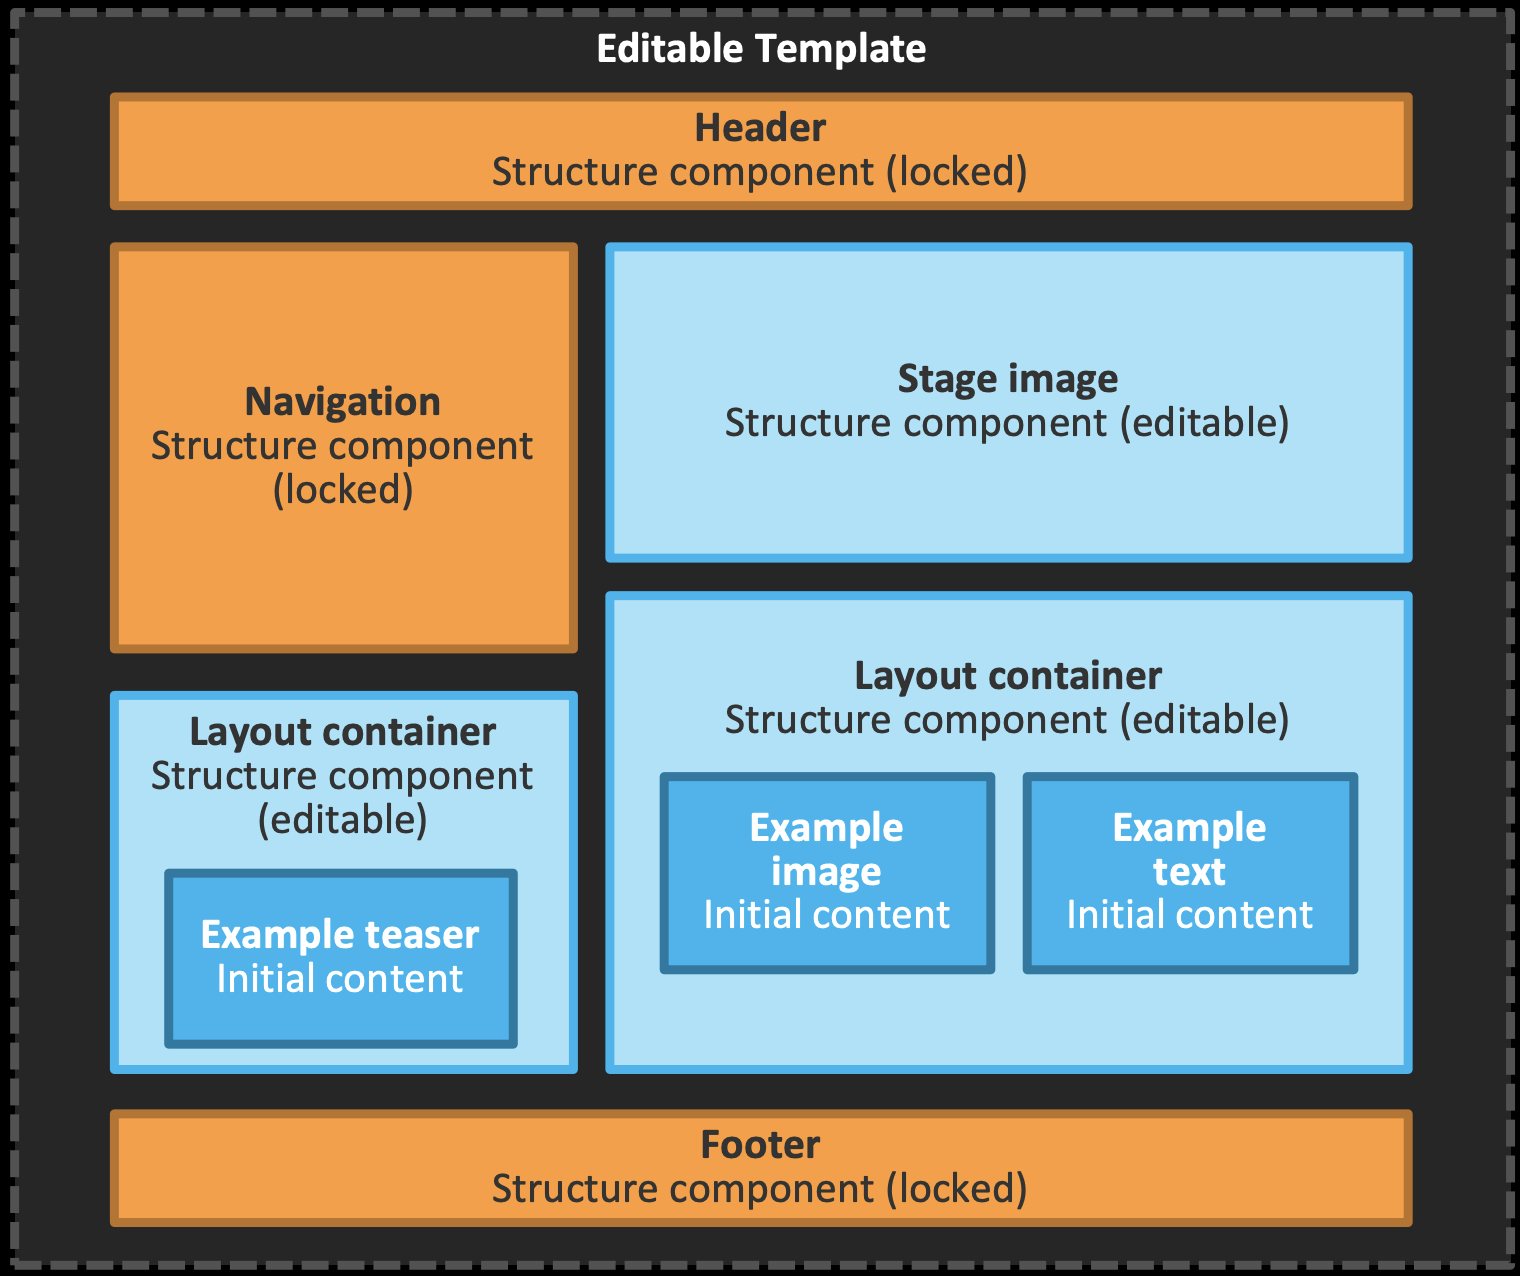 Editable Template
Header
Structure component (locked)
Navigation
Structure component
(locked)
Stage image
Structure component (editable)
Layout container
Structure component
(editable)
Example teaser
Initial content
Layout container
Structure component (editable)
Example
image
Initial content
Example
text
Initial content
Footer
Structure component (locked)